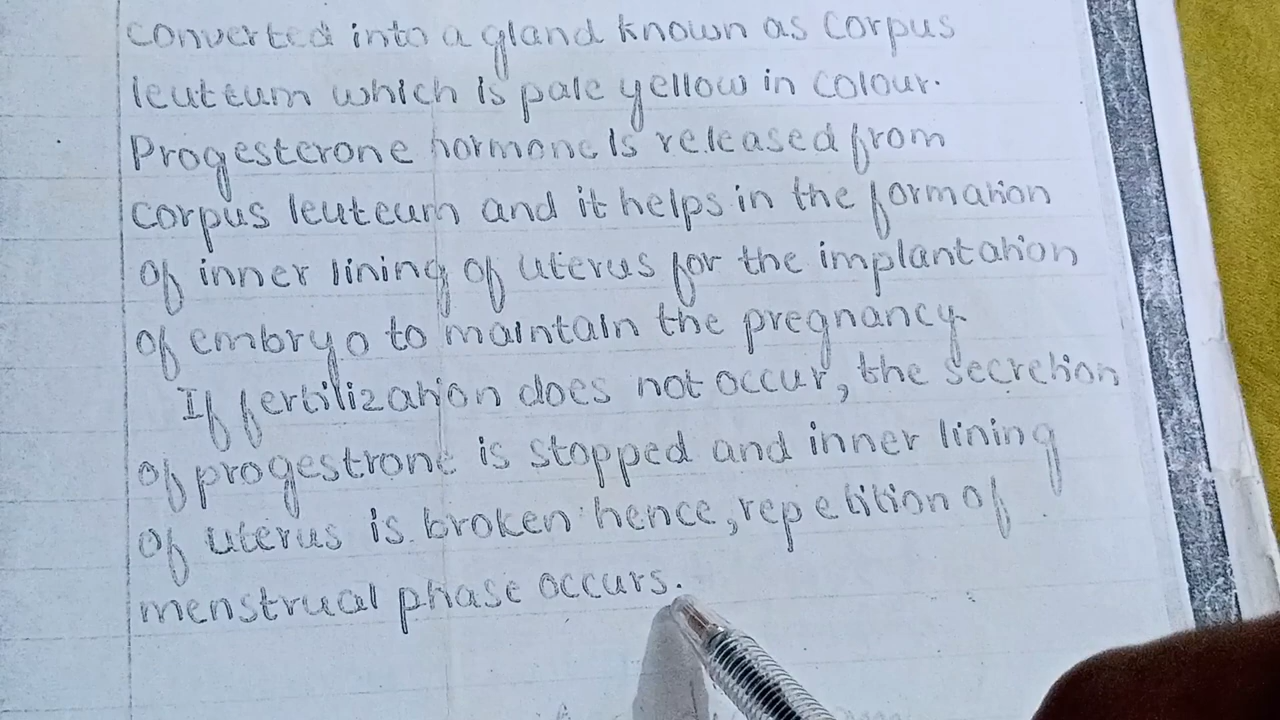 converted into a gland known as corpus
leuteum which is pale yellow in colour.
Progesterone hormone is released from
corpus leuteum and it helps in the formation
of inner lining of uterus for the implantation
of embryo to maintain the pregnancy.
If fertilization does not occur, the secretion
of progestrone is stopped and inner lining
of uterus is broken hence, repetition of
menstrual phase occurs.